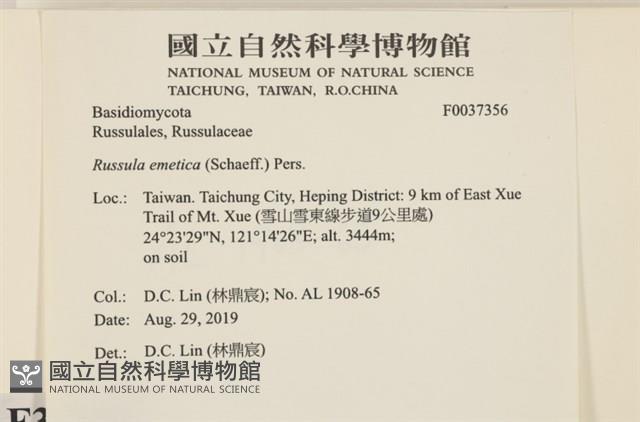 國立自然科學博物館
NATIONAL MUSEUM OF NATURAL SCIENCE
TAICHUNG, TAIWAN, R.O.CHINA
Basidiomycota F0037356
Russulales, Russulaceae
Russula emetica (Schaeff.) Pers.
Loc.: Taiwan. Taichung City, Heping District: 9 km of East Xue
Trail of Mt. Xue (雪山雪東線步道9公里處)
24°23'29"N, 121°14'26"E; alt. 3444m;
on soil
Col.: D.C. Lin (林鼎宸); No. AL 1908-65
Date: Aug. 29, 2019
Det.: D.C. Lin (林鼎宸)
國立自然科學博物館
NATIONAL MUSEUM OF NATURAL SCIENCE